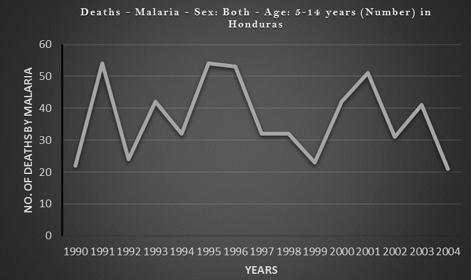 Deaths - Malaria - Sex: Both - Age: 5-14 years (Number) in
Honduras
60
50
40
30
20
10
0
NO. OF DEATHS BY MALARIA
1990 1991 1992 1993 1994 1995 1996 1997 1998 1999 2000 2001 2002 2003 2004
YEARS